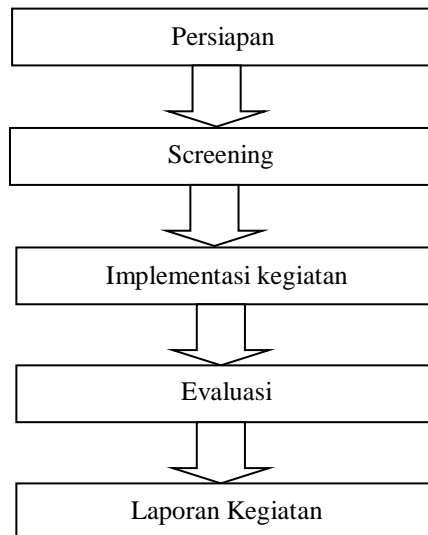 Persiapan
Screening
Implementasi kegiatan
Evaluasi
Laporan Kegiatan